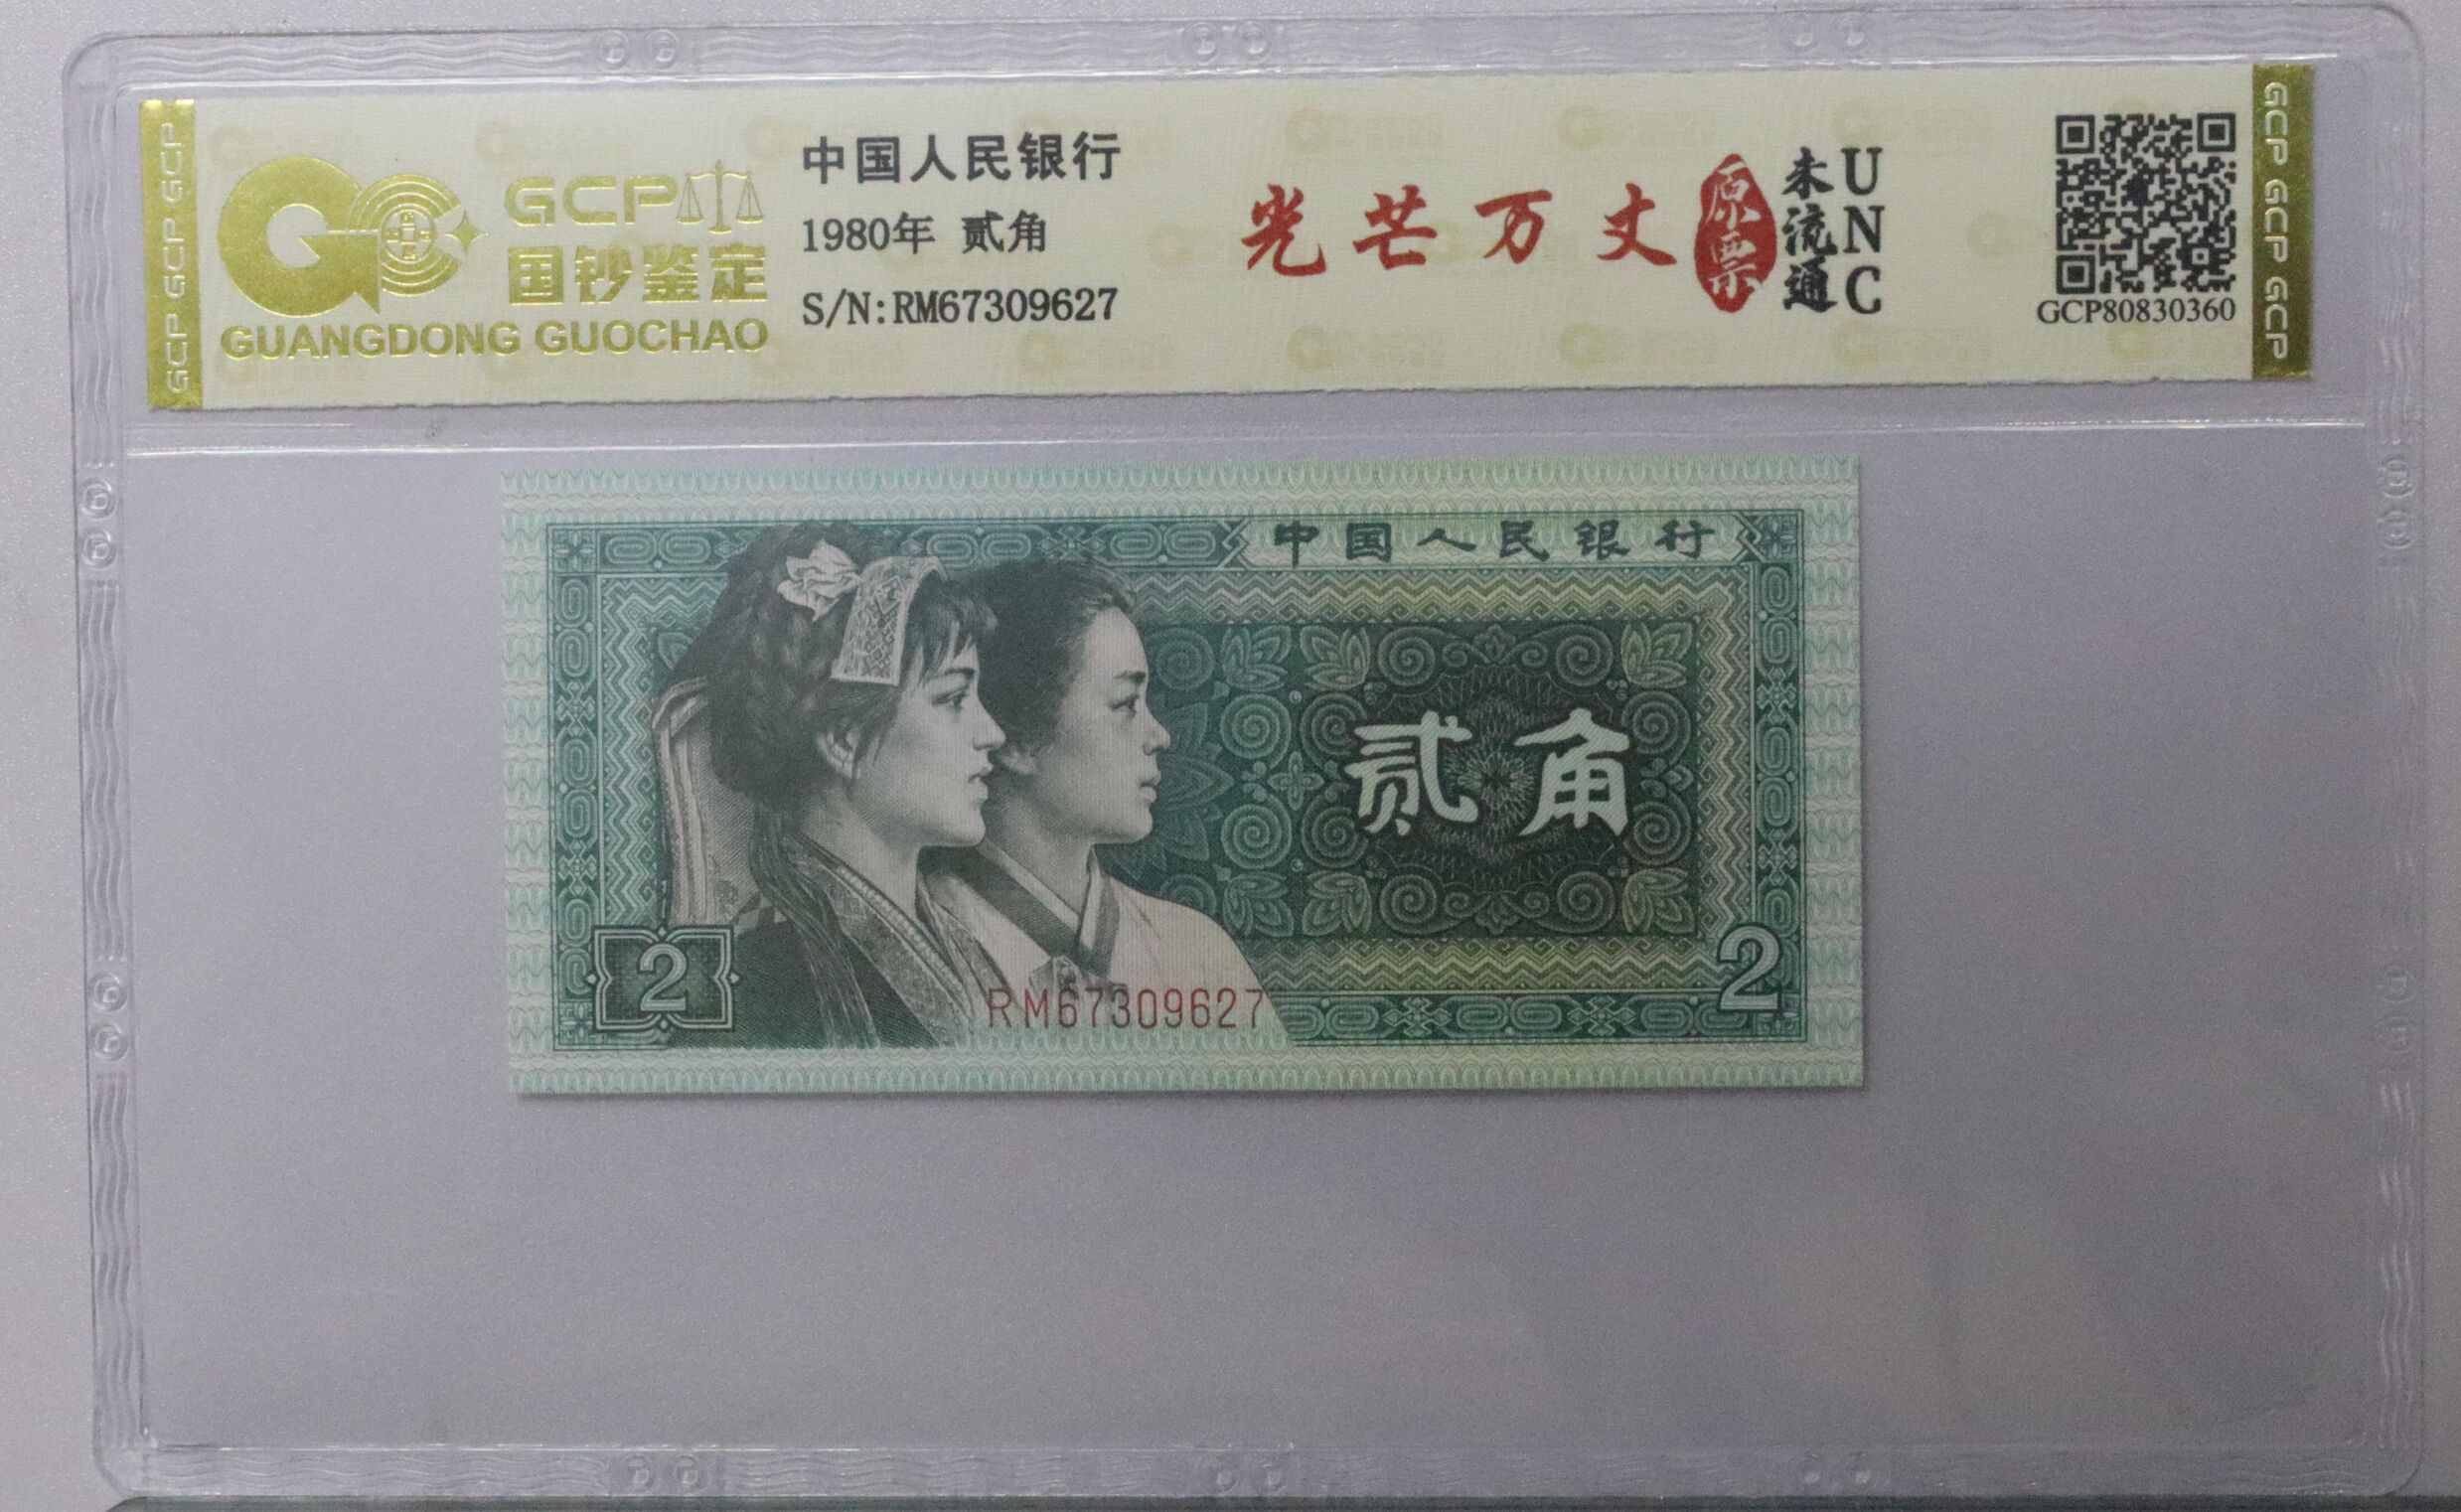 GCP GCP GCP
GCP
国钞鉴定
GUANGDONG GUOCHAO
中国人民银行
1980年 贰角
S/N:RM67309627
光芒万丈
原票
未流通
UNC
GCP80830360
GCP GCP GCP
中国人民银行
贰角
2
RM67309627
2